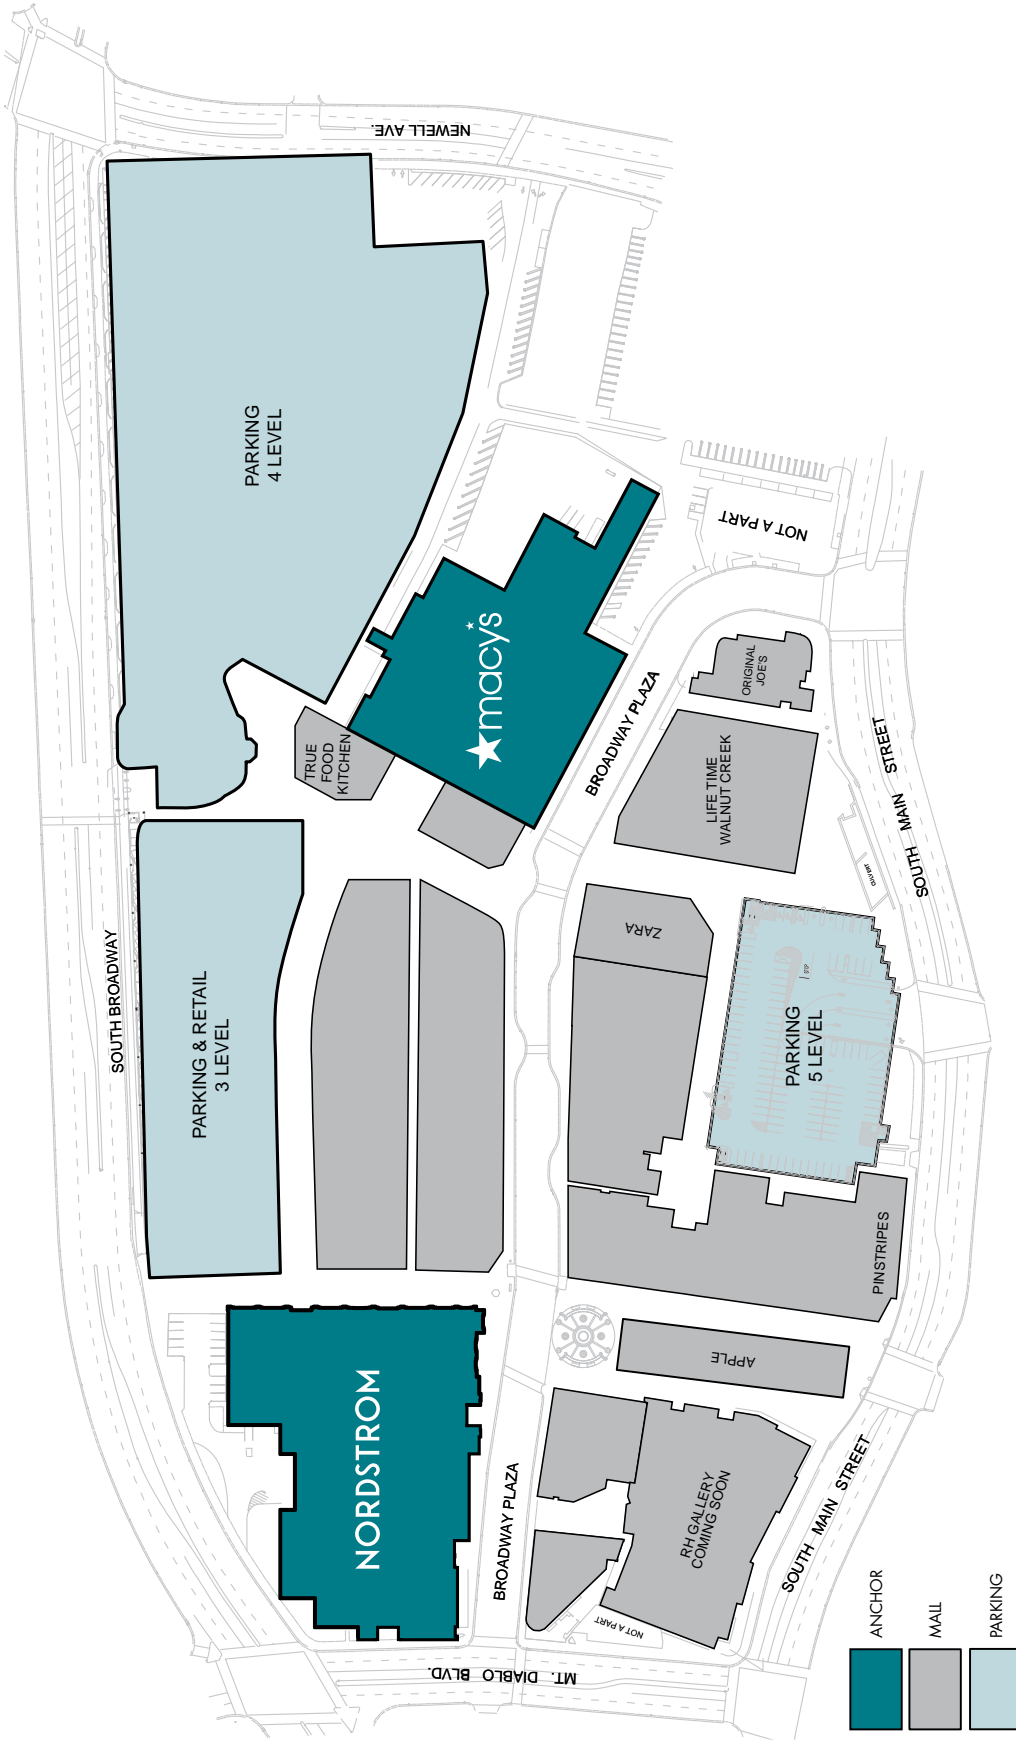 NEWELL AVE.
PARKING
4 LEVEL
NOT A PART
macy's
ORIGINAL
JOE'S
BROADWAY PLAZA
TRUE
FOOD
KITCHEN
LIFE TIME
WALNUT CREEK
SOUTH MAIN STREET
CULVERT
ZARA
SOUTH BROADWAY
PARKING & RETAIL
3 LEVEL
PARKING
5 LEVEL
PINSTRIPES
APPLE
NORDSTROM
BROADWAY PLAZA
RH GALLERY
COMING SOON
SOUTH MAIN STREET
NOT A PART
MT. DIABLO BLVD.
ANCHOR
MALL
PARKING